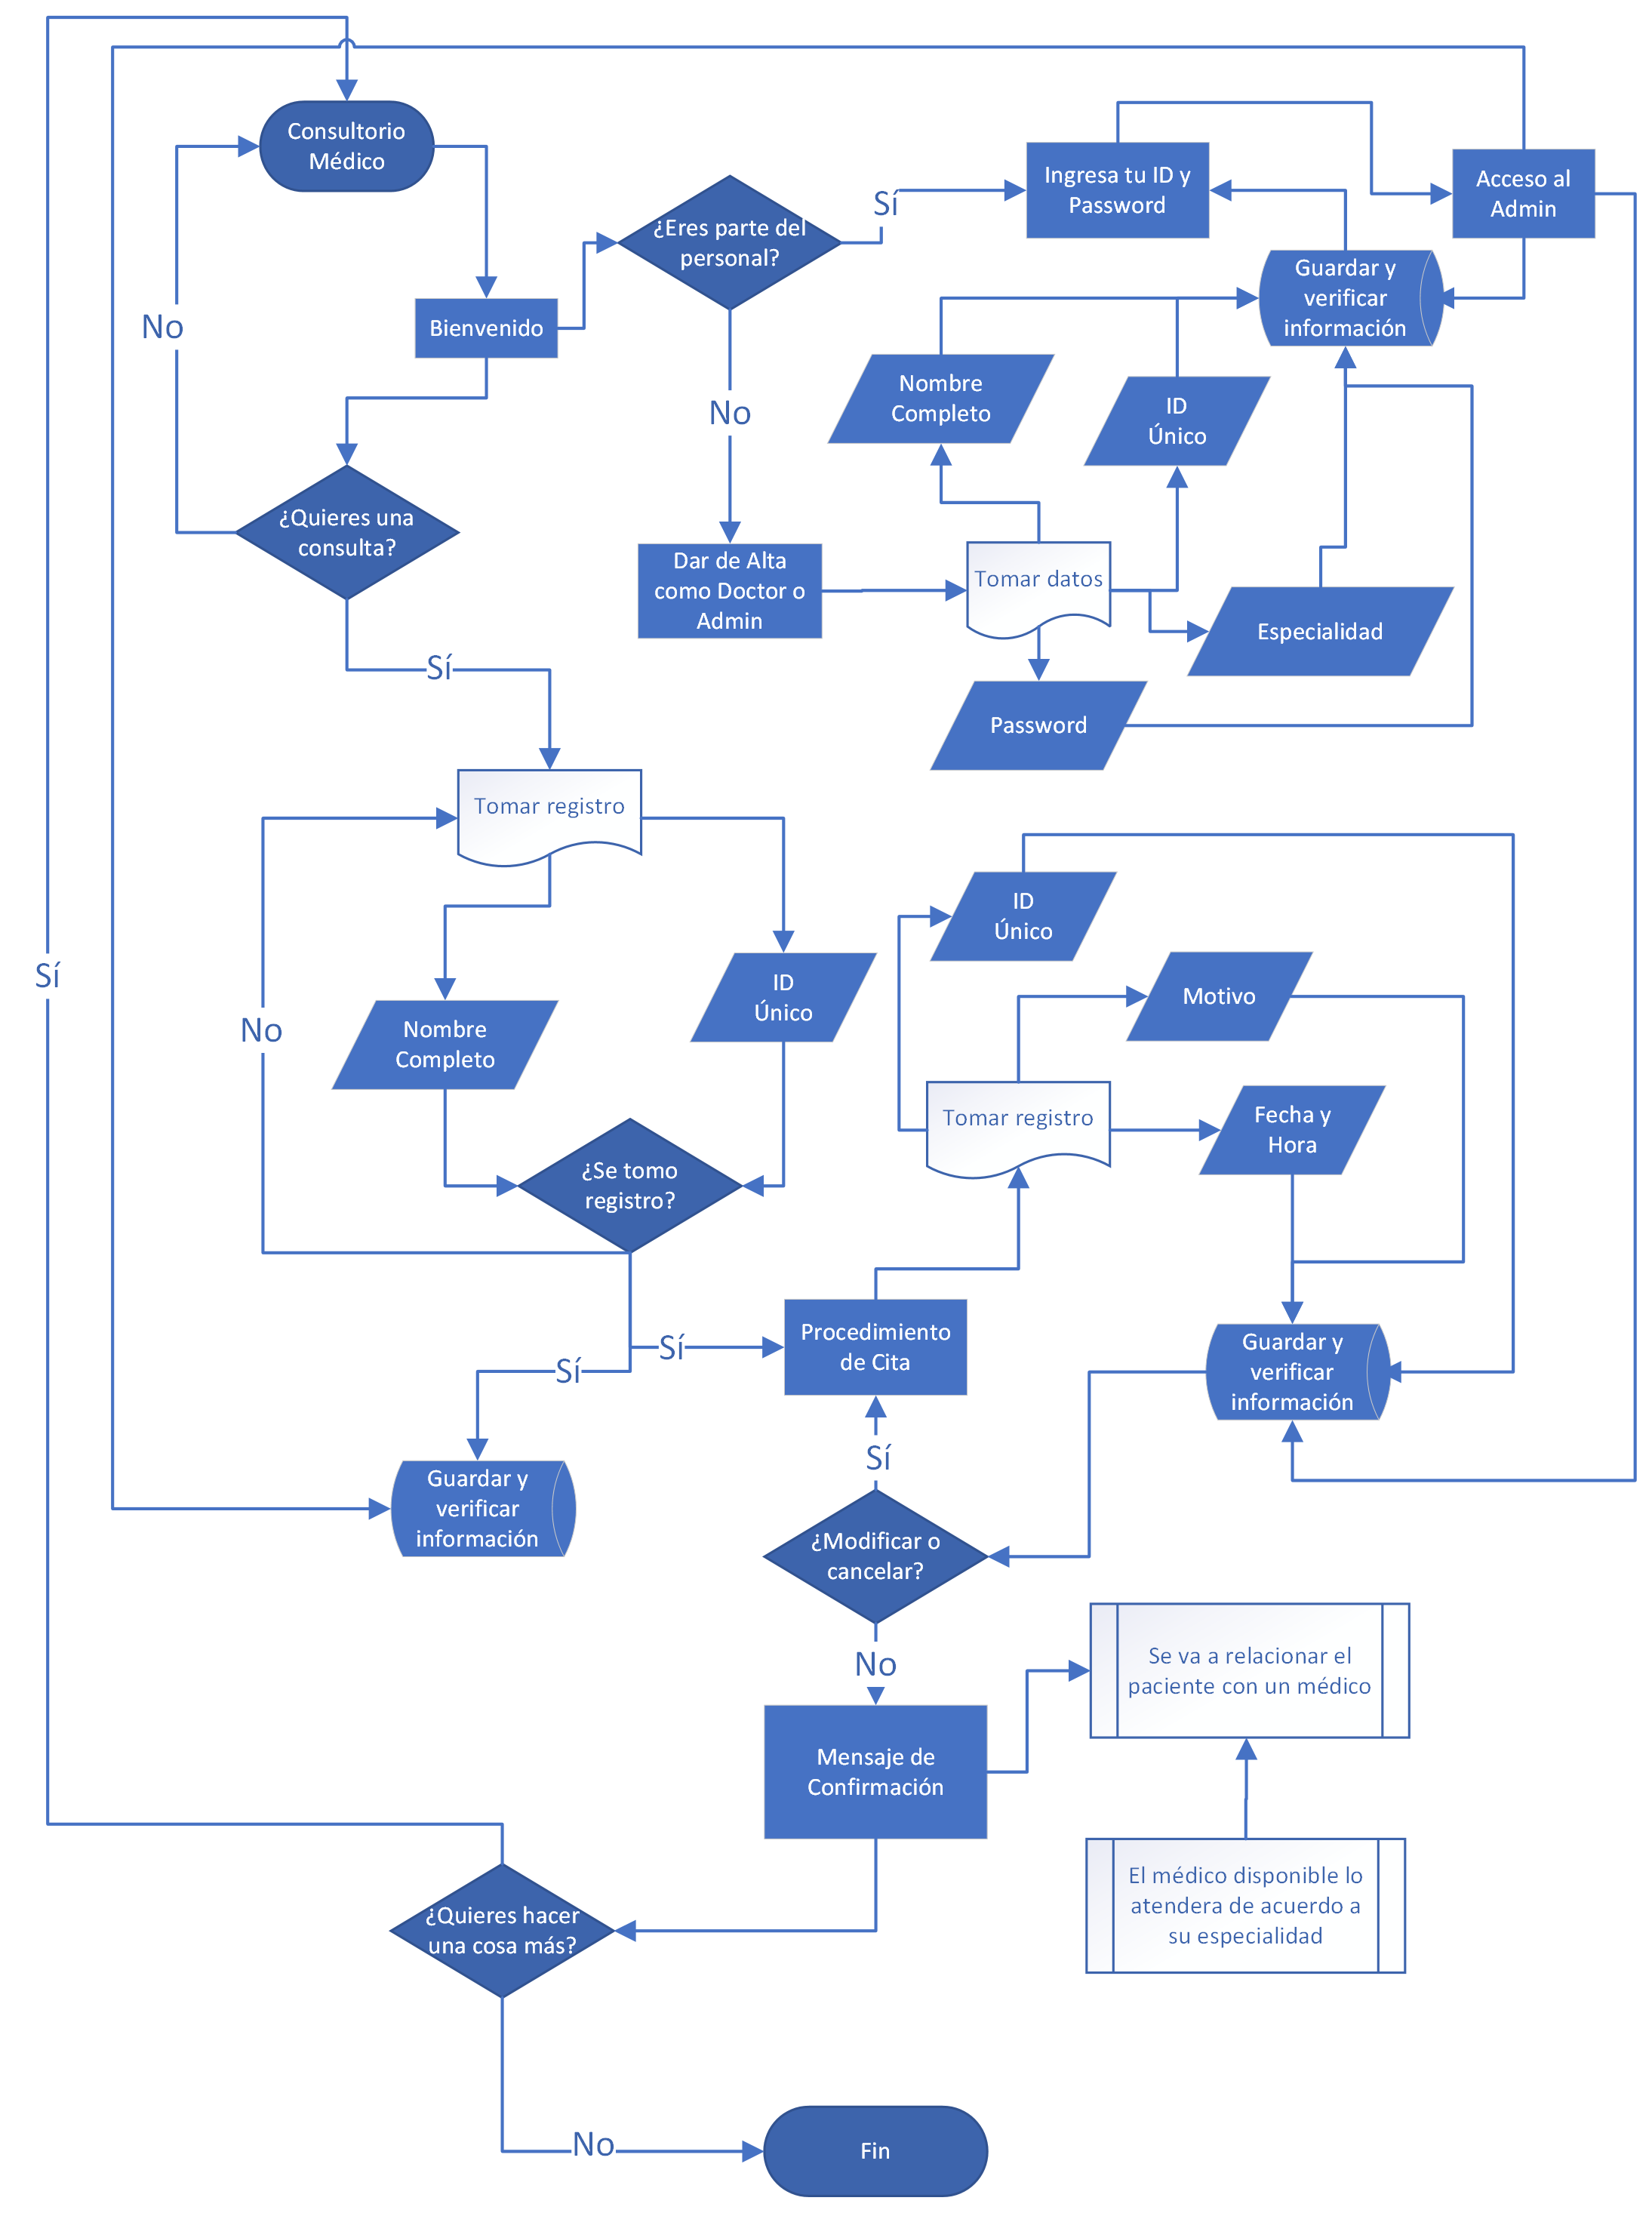 Consultorio
Médico
Ingresa tu ID y
Password
Acceso al
Admin
Sí
¿Eres parte del
personal?
Guardar y
verificar
información
No
Bienvenido
Nombre
Completo
ID
Único
No
¿Quieres una
consulta?
Dar de Alta
como Doctor o
Admin
Tomar datos
Especialidad
Sí
Password
Tomar registro
ID
Único
Sí
Nombre
Completo
ID
Único
Motivo
No
Tomar registro
Fecha y
Hora
¿Se tomo
registro?
Procedimiento
de Cita
Sí
Sí
Guardar y
verificar
información
Sí
Guardar y
verificar
información
¿Modificar o
cancelar?
No
Se va a relacionar el
paciente con un médico
Mensaje de
Confirmación
El médico disponible lo
atendera de acuerdo a
su especialidad
¿Quieres hacer
una cosa más?
No
Fin